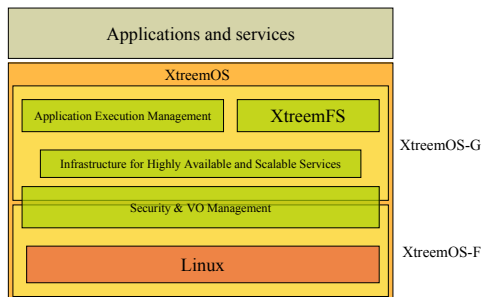 Applications and services
XtreemOS
Application Execution Management
XtreemFS
XtreemOS-G
Infrastructure for Highly Available and Scalable Services
Security & VO Management
XtreemOS-F
Linux